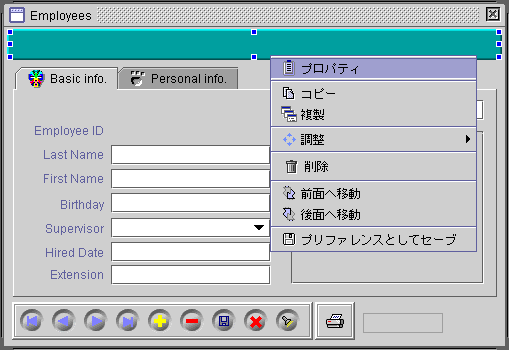 Employees
Basic info.
Personal info.
プロパティ
コピー
複製
調整
削除
前面へ移動
後面へ移動
プリファレンスとしてセーブ
Employee ID
Last Name
First Name
Birthday
Supervisor
Hired Date
Extension